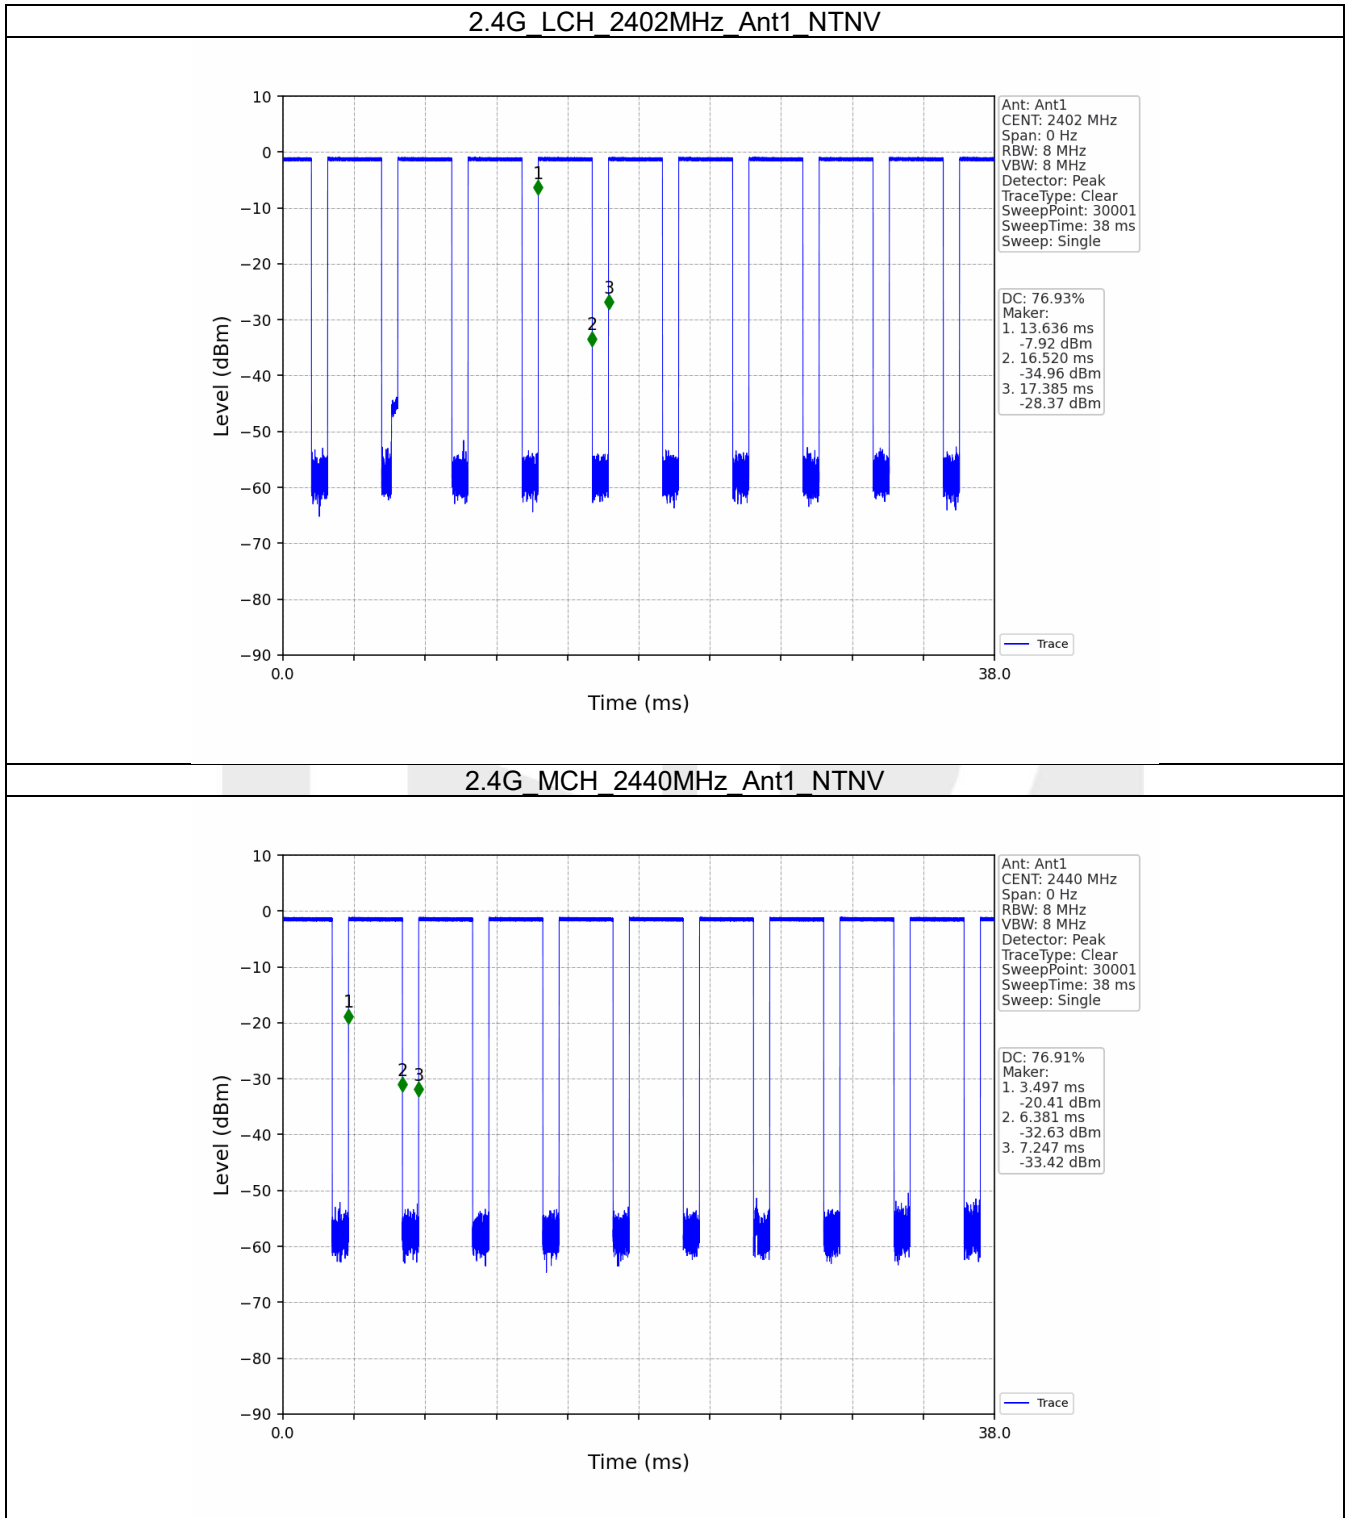 2.4G_LCH_2402MHz_Ant1_NTNV
10
0
−10
−20
−30
−40
−50
−60
−70
−80
−90
Level (dBm)
1
2
3
0.0
38.0
Time (ms)
Ant: Ant1
CENT: 2402 MHz
Span: 0 Hz
RBW: 8 MHz
VBW: 8 MHz
Detector: Peak
TraceType: Clear
SweepPoint: 30001
SweepTime: 38 ms
Sweep: Single
DC: 76.93%
Maker:
1. 13.636 ms
-7.92 dBm
2. 16.520 ms
-34.96 dBm
3. 17.385 ms
-28.37 dBm
Trace
2.4G_MCH_2440MHz_Ant1_NTNV
10
0
−10
−20
−30
−40
−50
−60
−70
−80
−90
Level (dBm)
1
2
3
0.0
38.0
Time (ms)
Ant: Ant1
CENT: 2440 MHz
Span: 0 Hz
RBW: 8 MHz
VBW: 8 MHz
Detector: Peak
TraceType: Clear
SweepPoint: 30001
SweepTime: 38 ms
Sweep: Single
DC: 76.91%
Maker:
1. 3.497 ms
-20.41 dBm
2. 6.381 ms
-32.63 dBm
3. 7.247 ms
-33.42 dBm
Trace